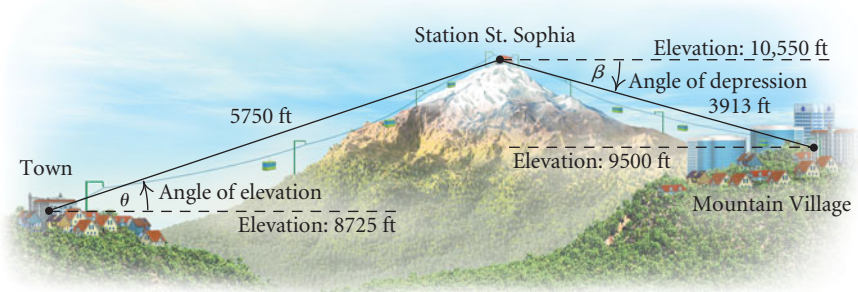 Station St. Sophia
Elevation: 10,550 ft
β
Angle of depression
5750 ft
3913 ft
Elevation: 9500 ft
Town
θ
Angle of elevation
Mountain Village
Elevation: 8725 ft